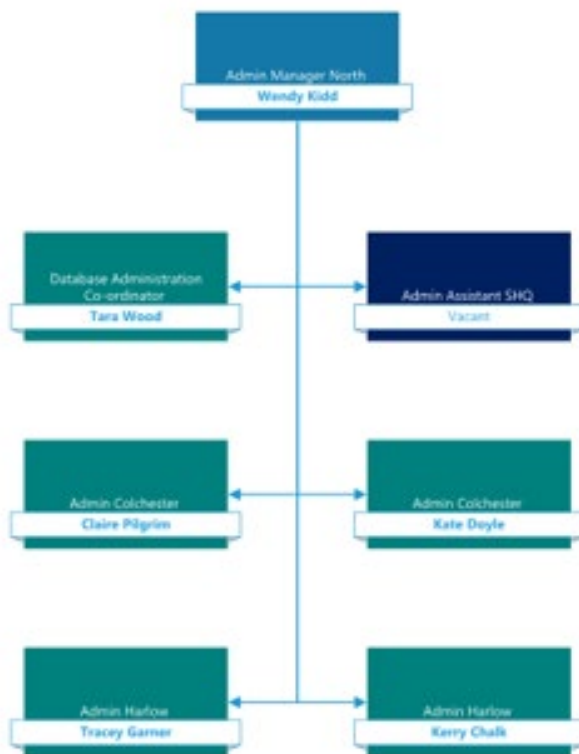 Admin Manager North
Wendy Kidd
Database Administration
Co-ordinator
Tara Wood
Admin Assistant SHQ
Vacant
Admin Colchester
Claire Pilgrim
Admin Colchester
Kate Doyle
Admin Harlow
Tracey Garner
Admin Harlow
Kerry Chalk